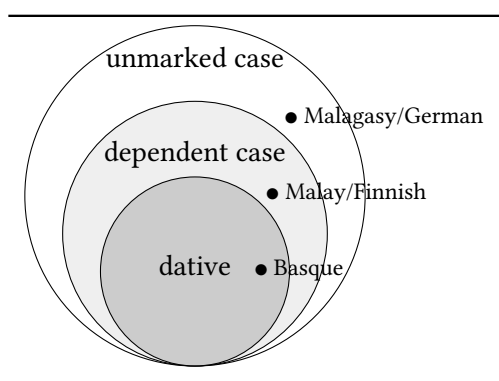 unmarked case
Malagasy/German
dependent case
Malay/Finnish
dative
Basque